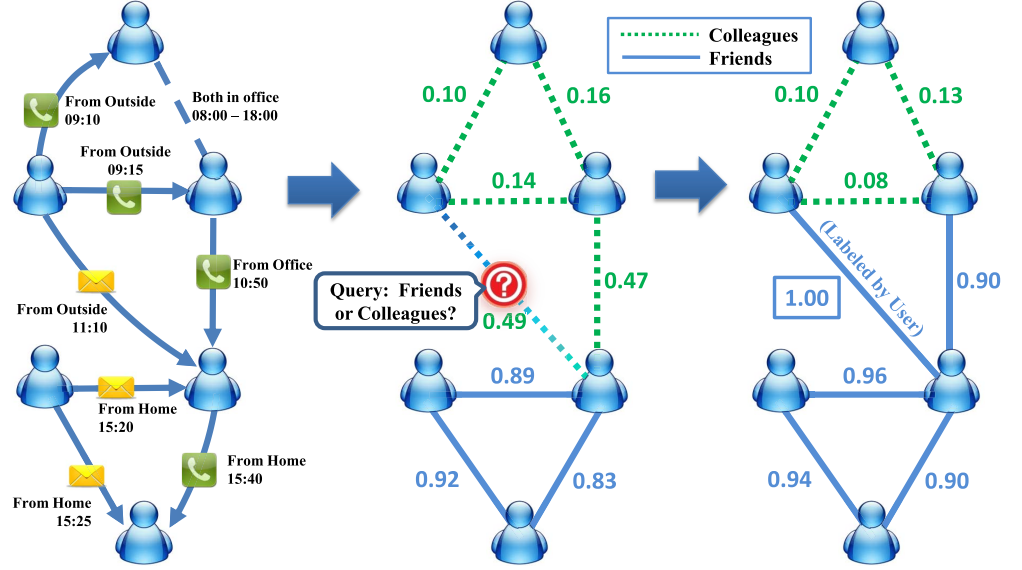 From Outside
09:10
Both in office
08:00 – 18:00
From Outside
09:15
From Office
10:50
From Outside
11:10
From Home
15:20
From Home
15:40
From Home
15:25
0.10
0.16
0.14
Query:  Friends
or Colleagues?
0.49
0.47
0.89
0.92
0.83
Colleagues
Friends
0.10
0.13
0.08
(Labeled by User)
1.00
0.90
0.96
0.94
0.90